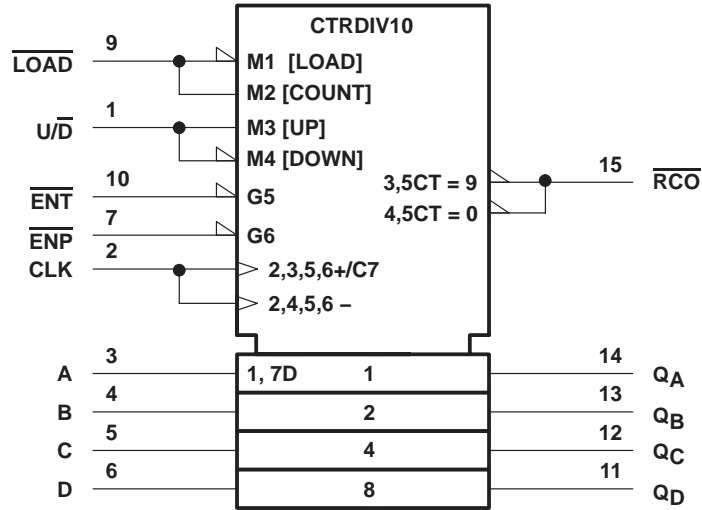 CTRDIV10
LOAD 9 M1 [LOAD]
M2 [COUNT]
U/D 1 M3 [UP]
M4 [DOWN]
ENT 10 G5
3,5CT = 9 15 RCO
4,5CT = 0
ENP 7 G6
CLK 2 2,3,5,6+/C7
2,4,5,6 –
A 3 1, 7D 1 14 QA
B 4 2 13 QB
C 5 4 12 QC
D 6 8 11 QD